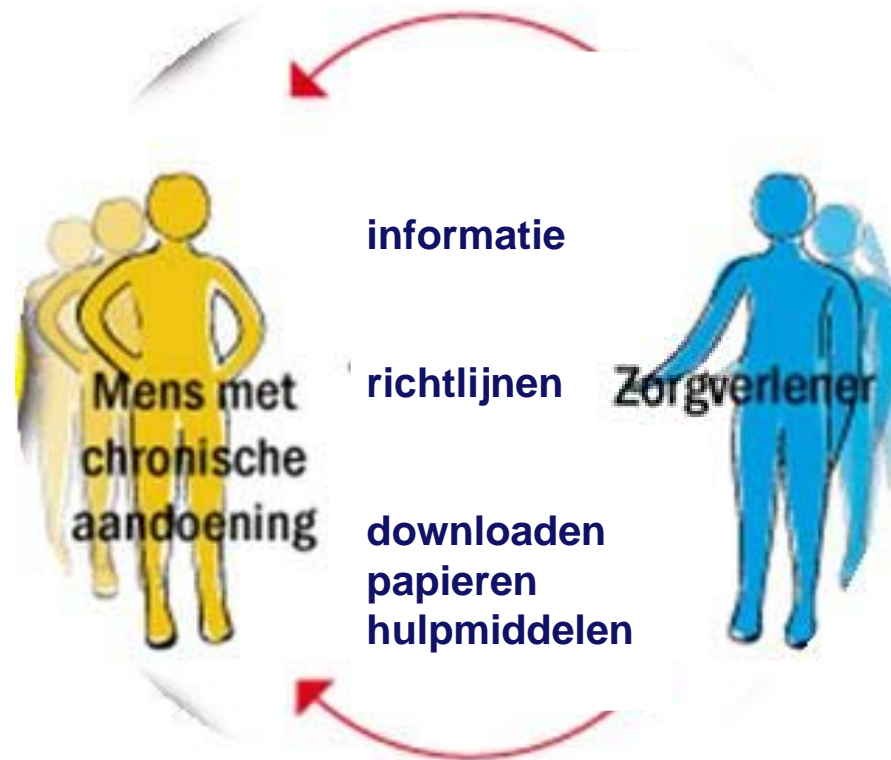 informatie
richtlijnen
downloaden
papieren
hulpmiddelen
Mens met
chronische
aandoening
Zorgverlener